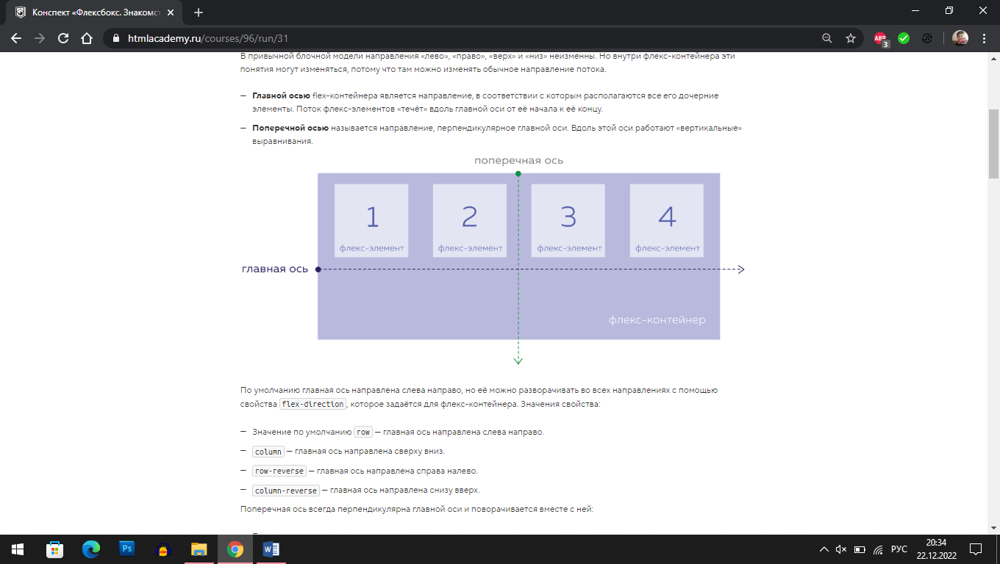 Конспект «Флексбокс. Знакомст
htmlacademy.ru/courses/96/run/31
ABP
3
В привычной блочной модели направления «лево», «право», «верх» и «низ» неизменны. Но внутри флекс-контейнера эти
понятия могут изменяться, потому что там можно изменять обычное направление потока.
— Главной осью flex-контейнера является направление, в соответствии с которым располагаются все его дочерние
элементы. Поток флекс-элементов «течёт» вдоль главной оси от её начала к её концу.
— Поперечной осью называется направление, перпендикулярное главной оси. Вдоль этой оси работают «вертикальные»
выравнивания.
поперечная ось
1 2 3 4
флекс-элемент флекс-элемент флекс-элемент флекс-элемент
главная ось
флекс-контейнер
По умолчанию главная ось направлена слева направо, но её можно разворачивать во всех направлениях с помощью
свойства flex-direction, которое задаётся для флекс-контейнера. Значения свойства:
— Значение по умолчанию row — главная ось направлена слева направо.
— column — главная ось направлена сверху вниз.
— row-reverse — главная ось направлена справа налево.
— column-reverse — главная ось направлена снизу вверх.
Поперечная ось всегда перпендикулярна главной оси и поворачивается вместе с ней:
Ps
W
РУС
20:34
22.12.2022